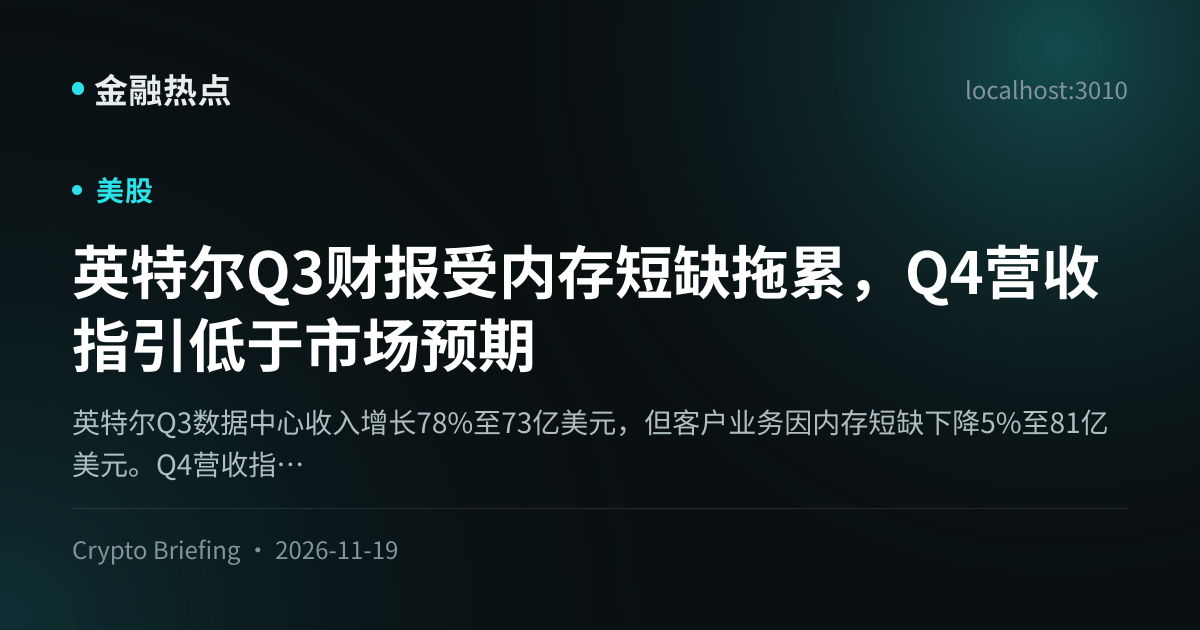 金融热点
localhost:3010
美股
英特尔Q3财报受内存短缺拖累，Q4营收
指引低于市场预期
英特尔Q3数据中心收入增长78%至73亿美元，但客户业务因内存短缺下降5%至81亿
美元。Q4营收指…
Crypto Briefing · 2026-11-19